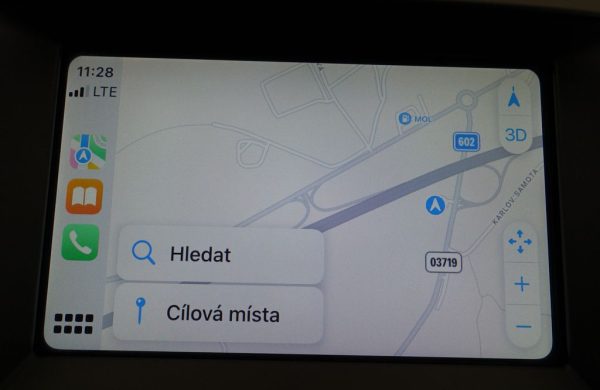 11:28
LTE
MOL
3D
602
KARLOV-SAMOTA
03719
Hledat
Cílová místa